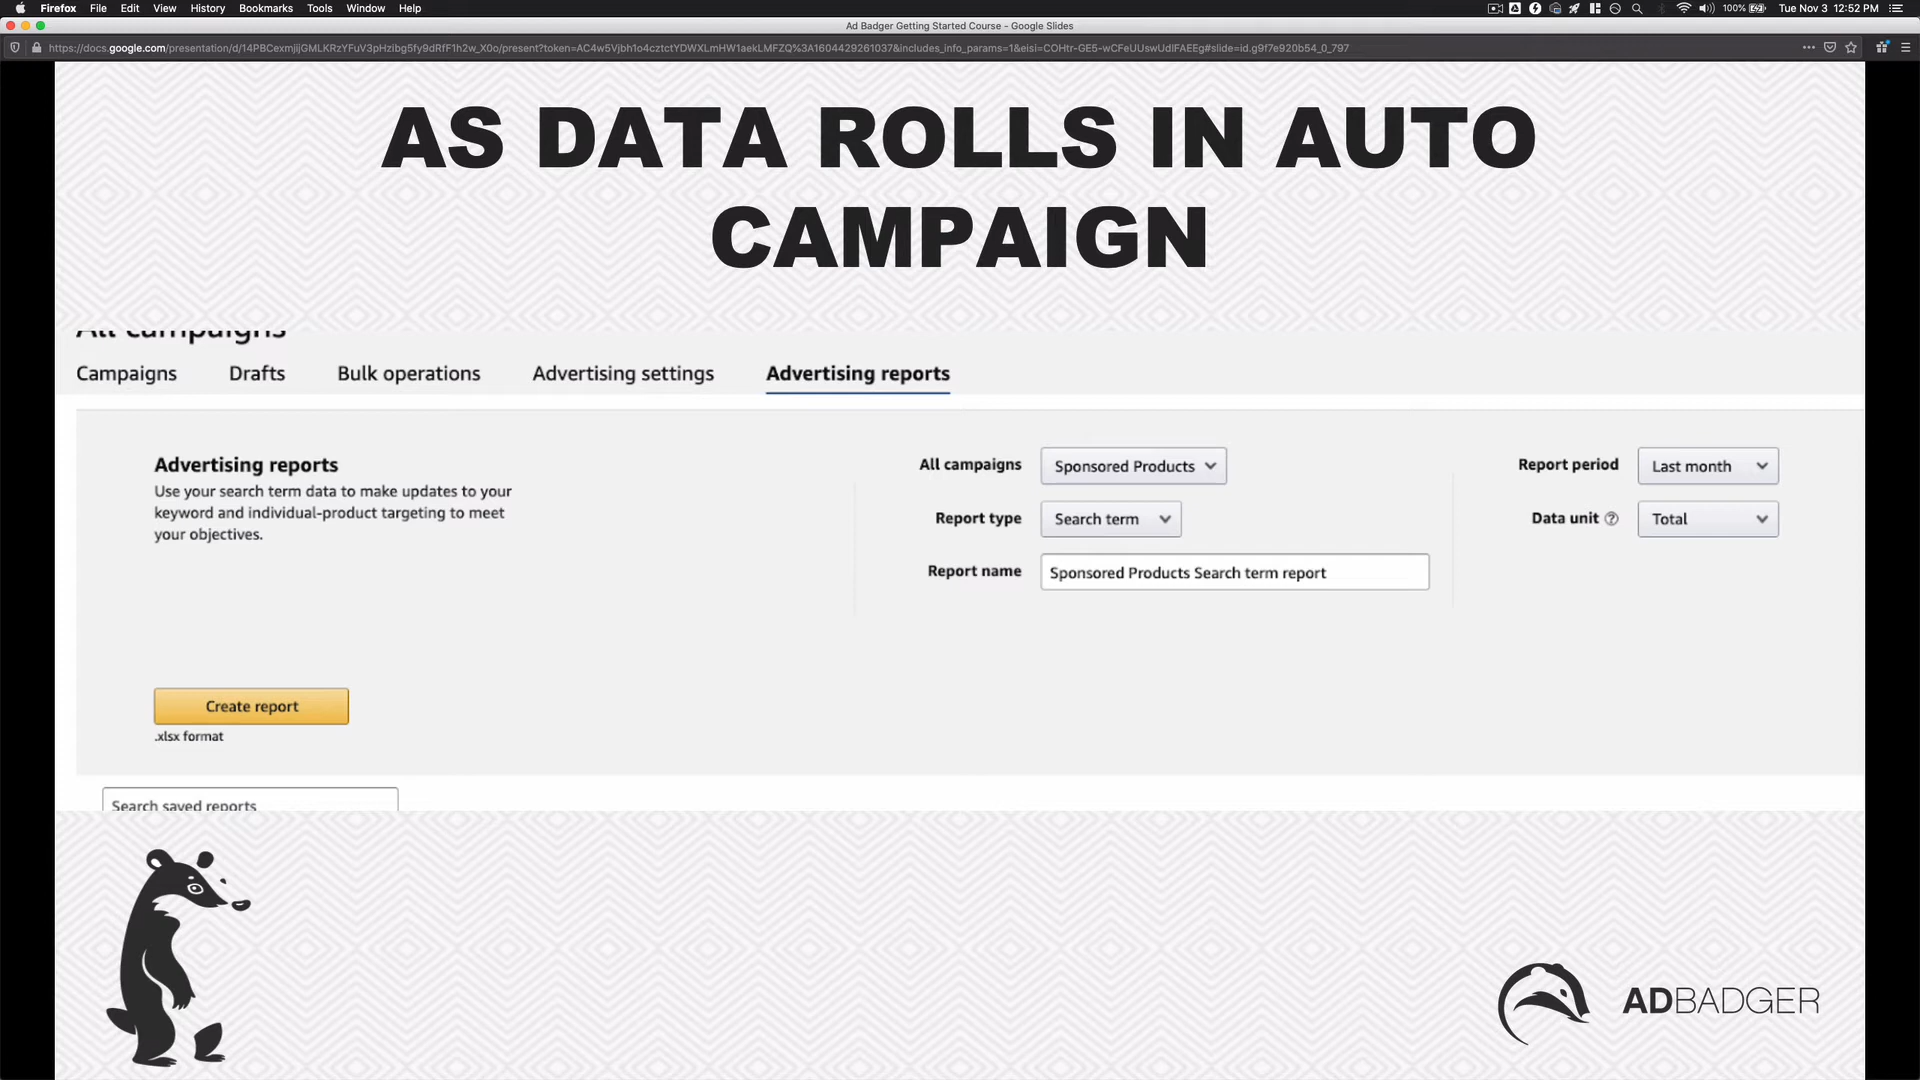 Firefox File Edit View History Bookmarks Tools Window Help 100% Tue Nov 3 12:52 PM
Ad Badger Getting Started Course - Google Slides
AS DATA ROLLS IN AUTO
CAMPAIGN
All campaigns
Campaigns Drafts Bulk operations Advertising settings Advertising reports
Advertising reports
Use your search term data to make updates to your
keyword and individual-product targeting to meet
your objectives.
All campaigns Sponsored Products
Report type Search term
Report name Sponsored Products Search term report
Report period Last month
Data unit Total
Create report
.xlsx format
Search saved reports
ADBADGER